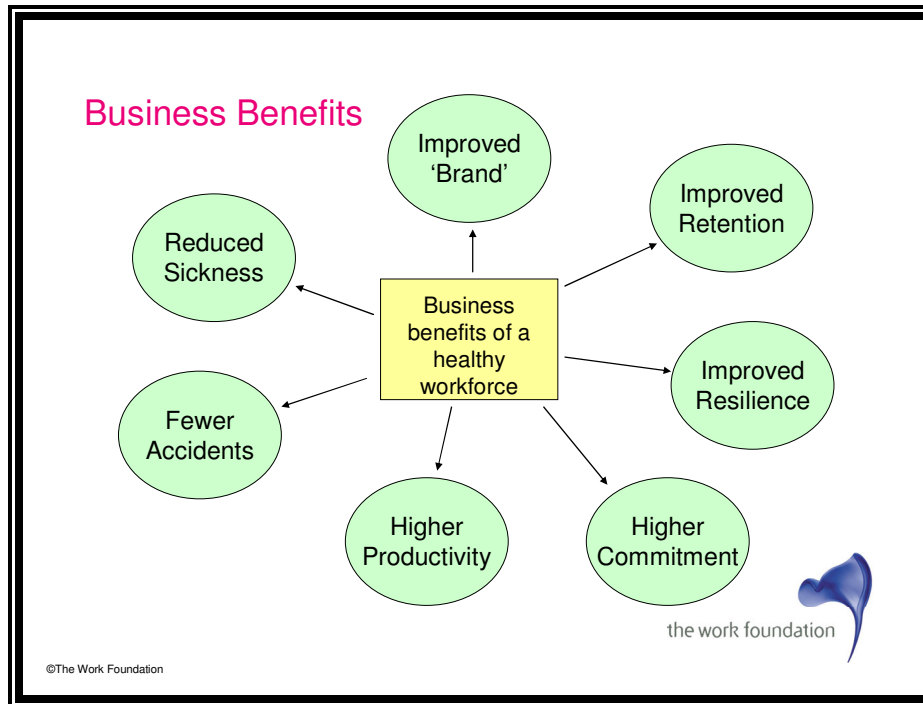 Business Benefits
Improved
‘Brand’
Improved
Retention
Reduced
Sickness
Business
benefits of a
healthy
workforce
Improved
Resilience
Fewer
Accidents
Higher
Productivity
Higher
Commitment
the work foundation
©The Work Foundation